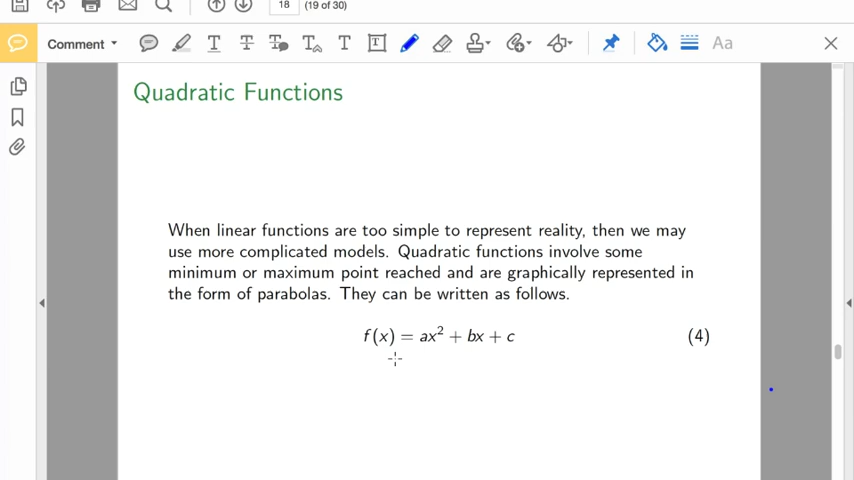 18 (19 of 30)
Comment
Aa
Quadratic Functions
When linear functions are too simple to represent reality, then we may
use more complicated models. Quadratic functions involve some
minimum or maximum point reached and are graphically represented in
the form of parabolas. They can be written as follows.
f(x) = ax² + bx + c (4)